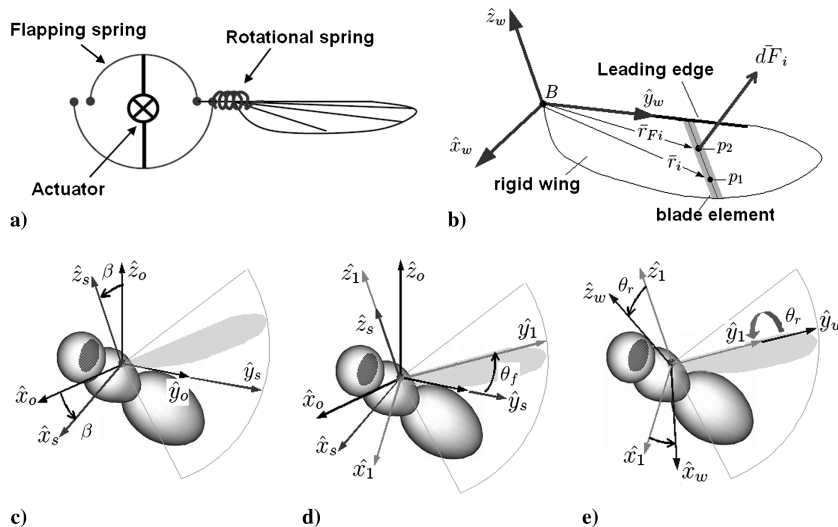 Flapping spring
Rotational spring
Actuator
a)
ẑ_w
B
Leading edge
dF̄_i
ŷ_w
x̂_w
r̄_Fi
p_2
r̄_i
p_1
rigid wing
blade element
b)
ẑ_s
β
ẑ_o
x̂_o
ŷ_o
ŷ_s
x̂_s
β
c)
ẑ_1
ẑ_o
ẑ_s
ŷ_1
θ_f
x̂_o
ŷ_s
x̂_s
x̂_1
d)
θ_r
ẑ_1
ẑ_w
ŷ_1
θ_r
ŷ_w
x̂_1
x̂_w
e)